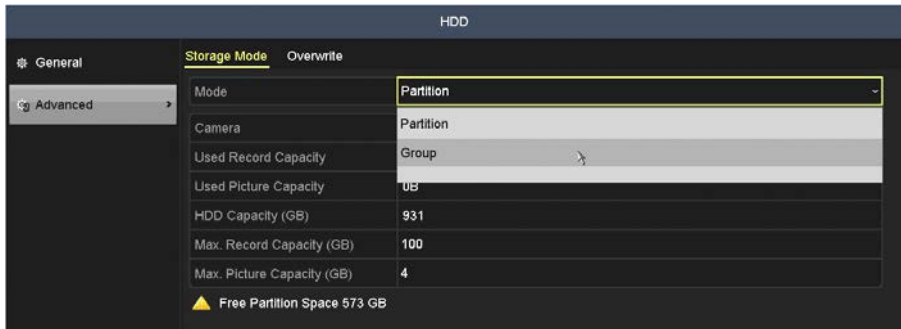 HDD
General
Storage Mode Overwrite
Advanced
Mode Partition
Partition
Camera
Group
Used Record Capacity
Used Picture Capacity 0B
HDD Capacity (GB) 931
Max. Record Capacity (GB) 100
Max. Picture Capacity (GB) 4
Free Partition Space 573 GB